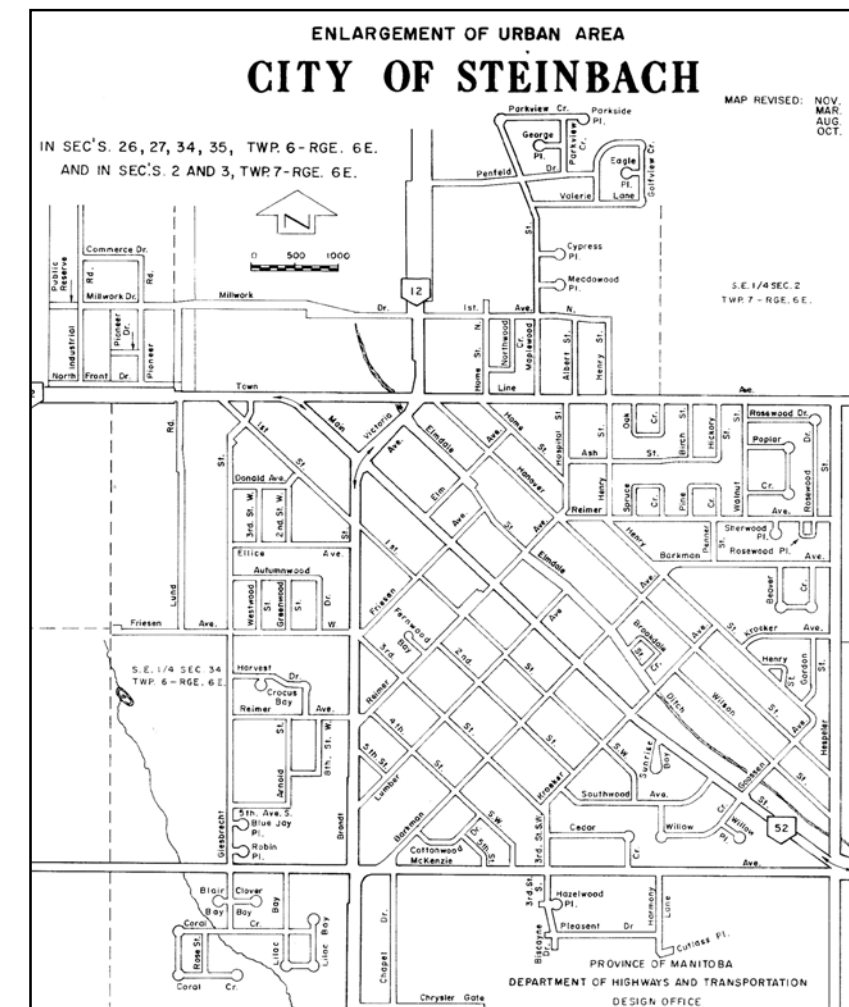 ENLARGEMENT OF URBAN AREA
CITY OF STEINBACH
MAP REVISED: NOV.
MAR.
AUG.
OCT.
IN SEC'S. 26, 27, 34, 35, TWP. 6-RGE. 6E.
AND IN SEC'S. 2 AND 3, TWP. 7-RGE. 6E.
N
0 500 1000
Parkview Cr.
Parkside
Pl.
George
Pl.
Parkview
Cr.
Eagle
Pl.
Golfview Cr.
Penfeld Dr.
Valerie Lane
St.
Cypress
Pl.
Meadowood
Pl.
S.E. 1/4 SEC. 2
TWP. 7 - RGE. 6E.
Public
Reserve
Commerce Dr.
Rd.
Rd.
Millwork Dr.
Millwork Dr.
12
1st. Ave. N.
Industrial
Pioneer
Dr.
Pioneer
North Front Dr.
Home St. N.
Northwood
Cr.
Maplewood
Albert St.
Henry St.
Line
Town Ave.
Rd.
St.
1st.
St.
Main
Victoria
Ave.
Elmdale
Ave.
Home
St.
Hospital St.
St.
Oak
Cr.
Birch St.
Hickory
St.
St.
Rosewood Dr.
Poplar
Dr.
Cr.
St.
Ash St.
Donald Ave.
3rd. St. W.
2nd. St. W.
St.
Elm
Ave.
Hanover
St.
Ave.
Reimer
Henry
Spruce
Cr.
Pine
Cr.
Walnut
Ave.
Rosewood
Sherwood
Pl.
Rosewood Pl.
Henry
Barkman
Penner
St.
Ave.
Ellice Ave.
Autumnwood
Westwood
St.
Greenwood
St.
Dr.
W.
1st.
Friesen
Elmdale
Ave.
Ave.
Beaver
Cr.
Lund
Friesen Ave.
Fernwood
Bay
3rd.
2nd.
St.
Brookdale
St.
Cr.
Ave.
St.
Kroeker Ave.
Henry
St.
Gordon
St.
S.E. 1/4 SEC. 34
TWP. 6 - RGE. 6E.
Harvest
Dr.
Crocus
Bay
Reimer Ave.
Reimer
4th.
St.
Ditch
Wilson
St.
Ave.
Hespeler
St.
8th. St. W.
Arnold
5th St.
Lumber
St.
St.
S.W.
Sunrise
Bay
Goossen
St.
5th. Ave. S.
Blue Jay
Pl.
Robin
Pl.
Giesbrecht
Brandt
Barkman
Kroeker
Southwood Ave.
Cr.
Willow
Willow
Pl.
St.
52
Cottonwood
Dr.
5th. S.
S.W.
3rd. St. S.W.
Cedar
Cr.
McKenzie Ave.
Blair
Bay
Clover
Bay
Coral Cr.
Rose St.
Coral Cr.
Bay
Lilac
Lilac
Bay
Chapel Dr.
3rd. St.
S.
Hazelwood
Pl.
Biscayne
Dr.
Pleasent Dr
Harmony
Lane
Cutlass Pl.
Chrysler Gate
PROVINCE OF MANITOBA
DEPARTMENT OF HIGHWAYS AND TRANSPORTATION
DESIGN OFFICE